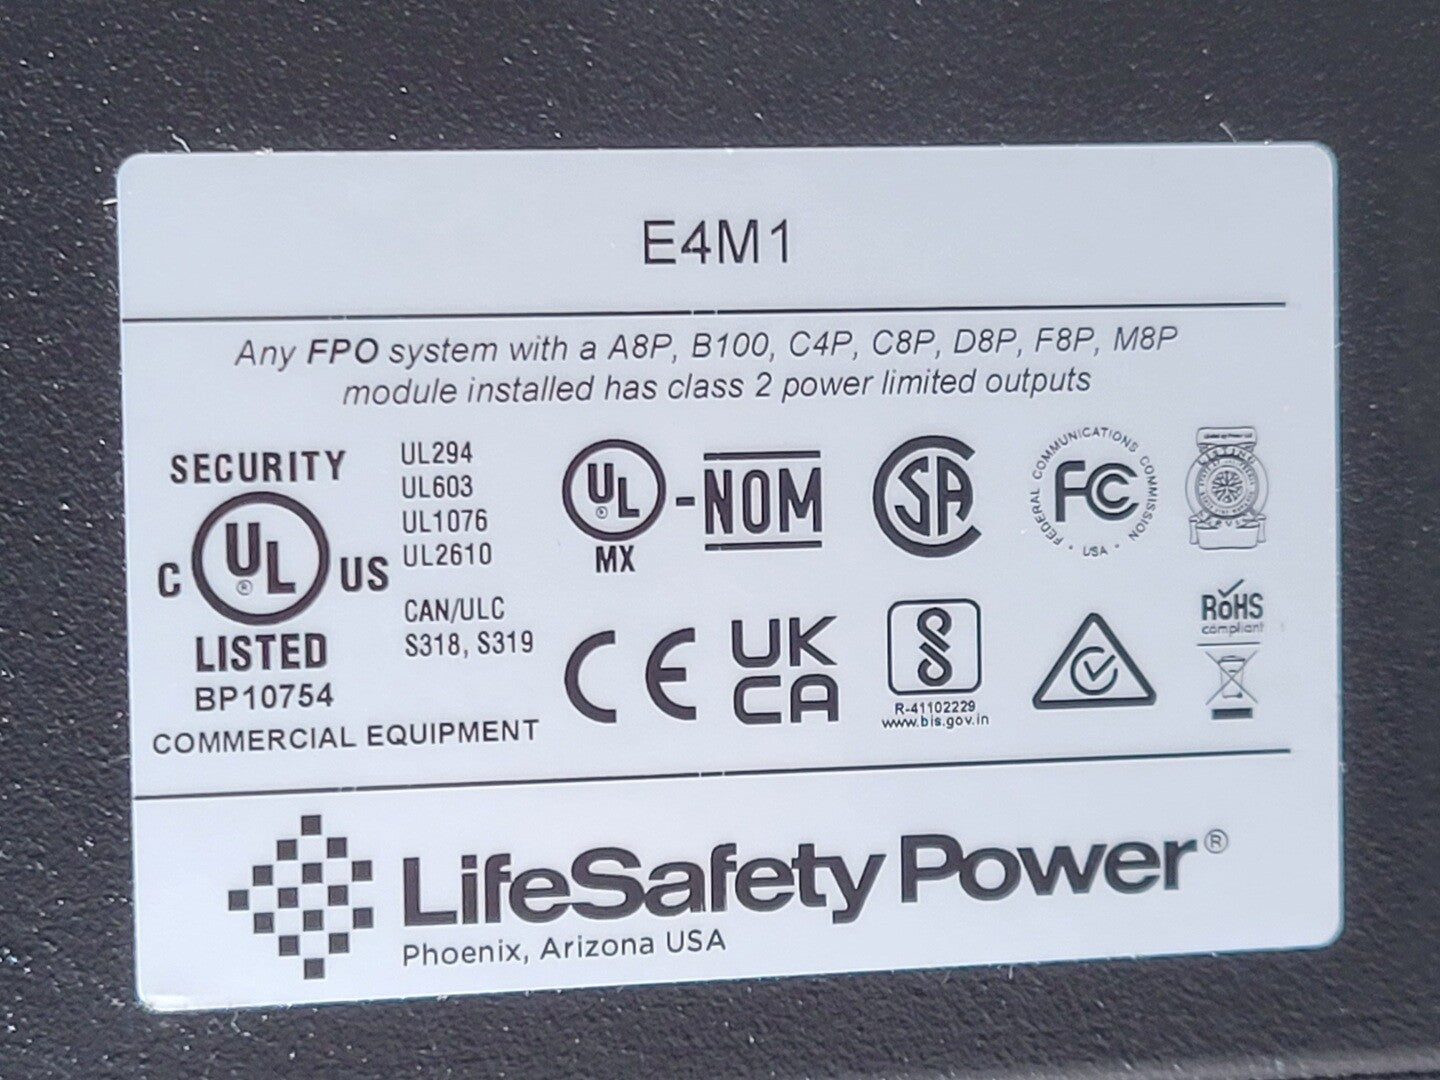 E4M1
Any FPO system with a A8P, B100, C4P, C8P, D8P, F8P, M8P
module installed has class 2 power limited outputs
SECURITY
C UL ® US
LISTED
BP10754
COMMERCIAL EQUIPMENT
UL294
UL603
UL1076
UL2610
CAN/ULC
S318, S319
UL ® -NOM
MX
CSA
FEDERAL COMMUNICATIONS COMMISSION
FC
• USA •
LISTING
CE
UK
CA
R-41102229
www.bis.gov.in
RoHS
compliant
LifeSafety Power®
Phoenix, Arizona USA